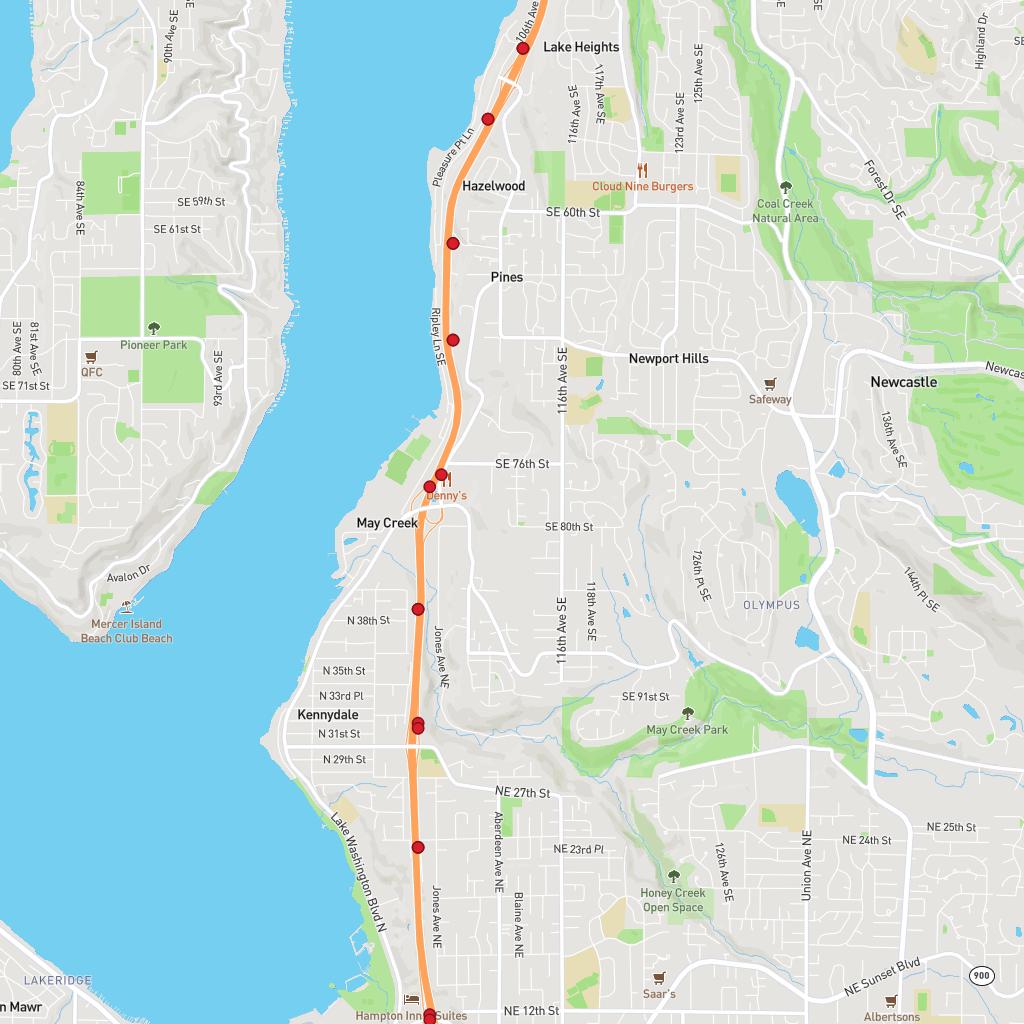 106th Ave
90th Ave SE
SE
Highland Dr
SE
Lake Heights
117th Ave SE
116th Ave SE
125th Ave SE
123rd Ave SE
Pleasure Pt Ln
Cloud Nine Burgers
Hazelwood
Forest Dr SE
Coal Creek
Natural Area
84th Ave SE
SE 59th St
SE 60th St
SE 61st St
Pines
Ripley Ln SE
80th Ave SE
81st Ave SE
Pioneer Park
QFC
93rd Ave SE
SE 71st St
116th Ave SE
Newport Hills
Safeway
Newcastle
Newcas
136th Ave SE
SE 76th St
Denny's
May Creek
SE 80th St
Avalon Dr
126th Pl SE
144th Pl SE
118th Ave SE
116th Ave SE
OLYMPUS
Mercer Island
Beach Club Beach
N 38th St
Jones Ave NE
N 35th St
N 33rd Pl
SE 91st St
Kennydale
N 31st St
May Creek Park
N 29th St
NE 27th St
Lake Washington Blvd N
Aberdeen Ave NE
NE 23rd Pl
126th Ave SE
Union Ave NE
NE 24th St
NE 25th St
Jones Ave NE
Blaine Ave NE
Honey Creek
Open Space
LAKERIDGE
n Mawr
Saar's
NE Sunset Blvd
900
Hampton Inn & Suites
NE 12th St
Albertsons